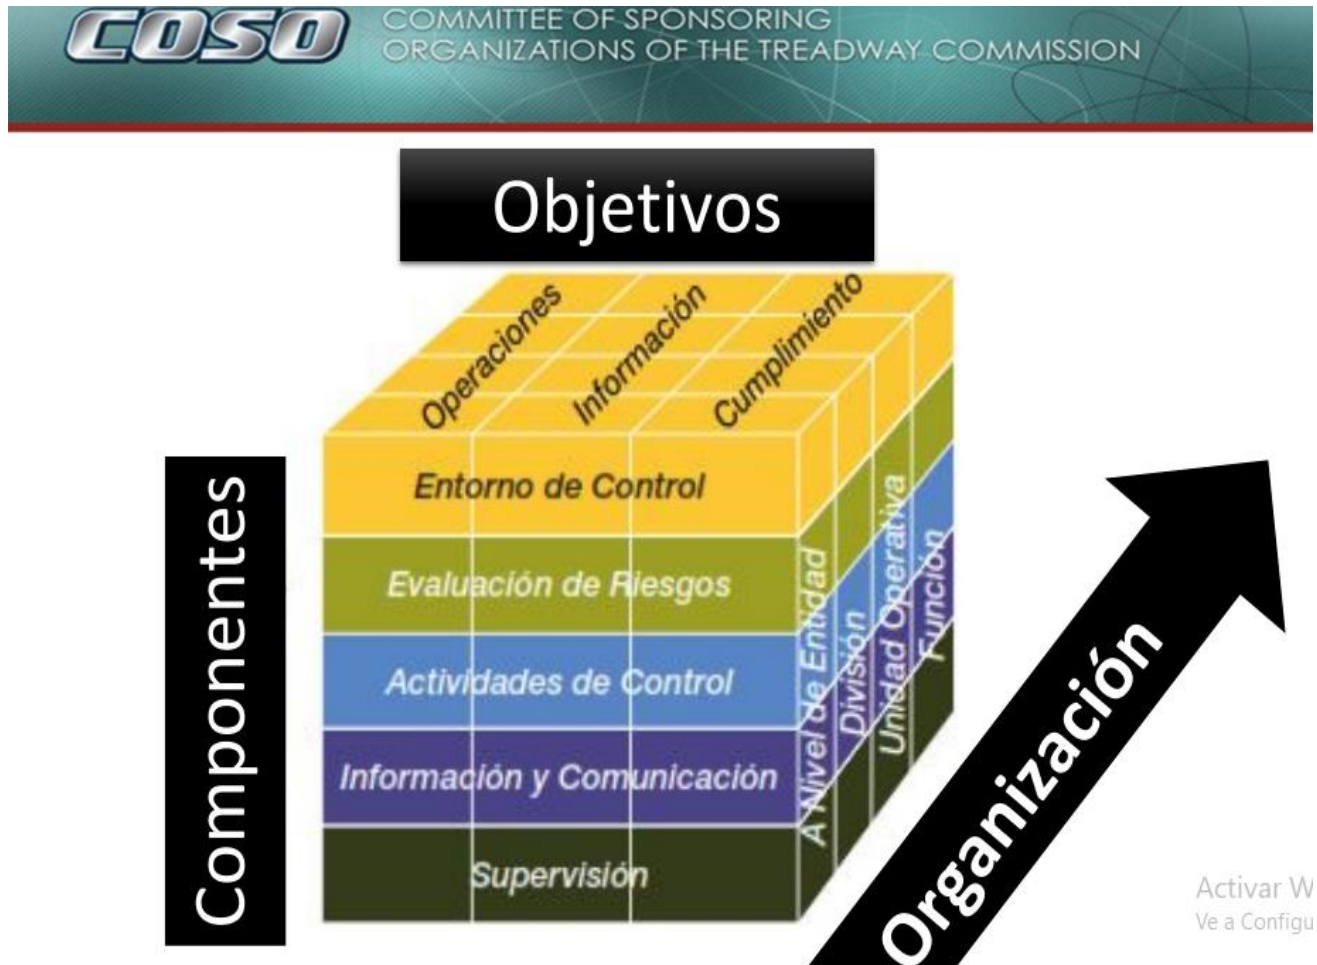 COSO
COMMITTEE OF SPONSORING
ORGANIZATIONS OF THE TREADWAY COMMISSION
Objetivos
Operaciones
Información
Cumplimiento
Componentes
Entorno de Control
Evaluación de Riesgos
Actividades de Control
Información y Comunicación
Supervisión
A Nivel de Entidad
División
Unidad Operativa
Función
Organización
Activar W
Ve a Configu